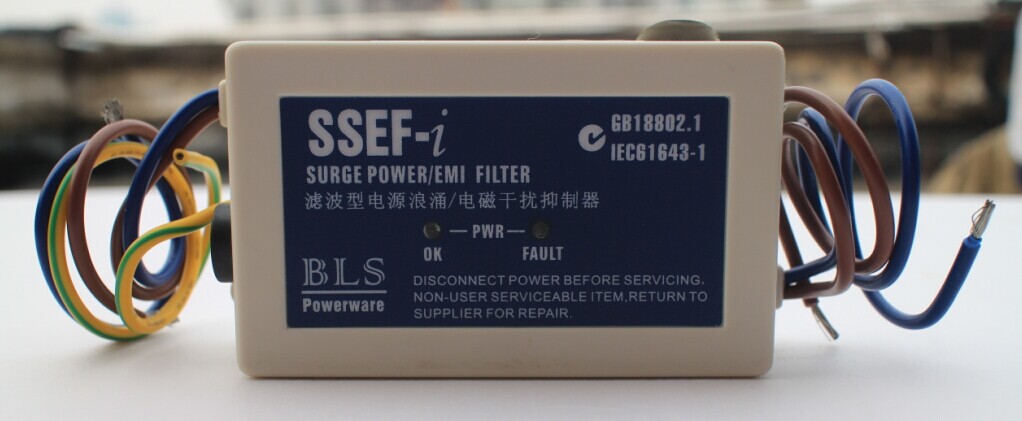 SSEF-i
GB18802.1
IEC61643-1
SURGE POWER/EMI FILTER
滤波型电源浪涌/电磁干扰抑制器
PWR
OK
FAULT
BLS
Powerware
DISCONNECT POWER BEFORE SERVICING,
NON-USER SERVICEABLE ITEM,RETURN TO
SUPPLIER FOR REPAIR.